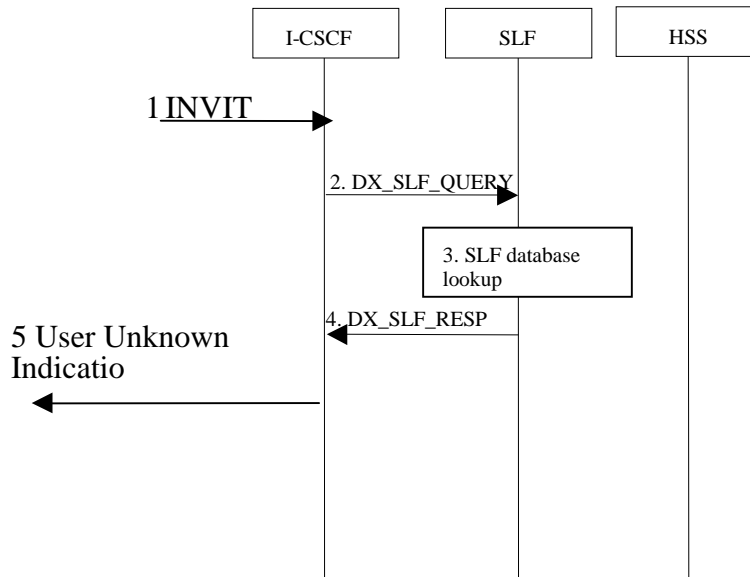 I-CSCF
SLF
HSS
1 INVIT
2. DX_SLF_QUERY
3. SLF database
lookup
4. DX_SLF_RESP
5 User Unknown
Indicatio